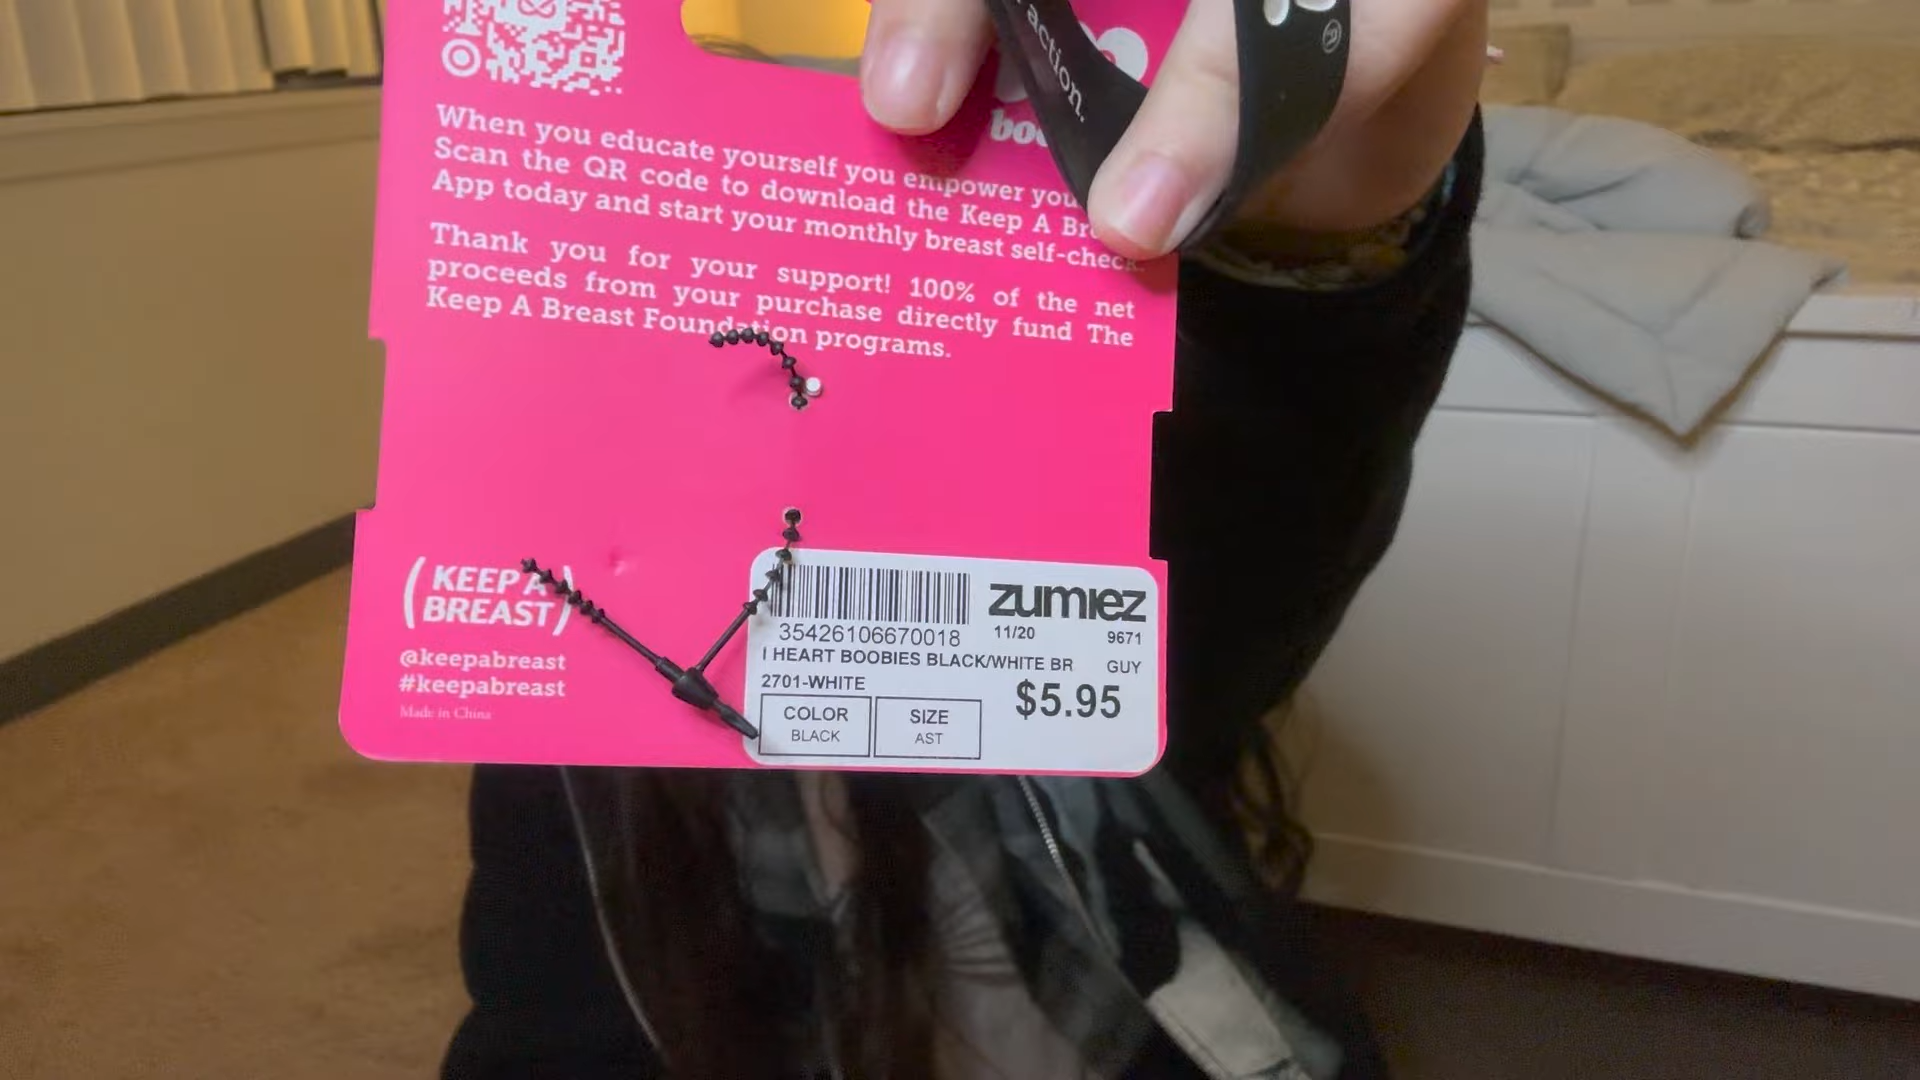 action.
®
When you educate yourself you empower
Scan the QR code to download the Keep A
App today and start your monthly breast self-check.
Thank you for your support! 100% of the net
proceeds from your purchase directly fund The
Keep A Breast Foundation programs.
(KEEP A
BREAST)
@keepabreast
#keepabreast
Made in China
zumiez
35426106670018 11/20 9671
I HEART BOOBIES BLACK/WHITE BR GUY
2701-WHITE
$5.95
COLOR SIZE
BLACK AST